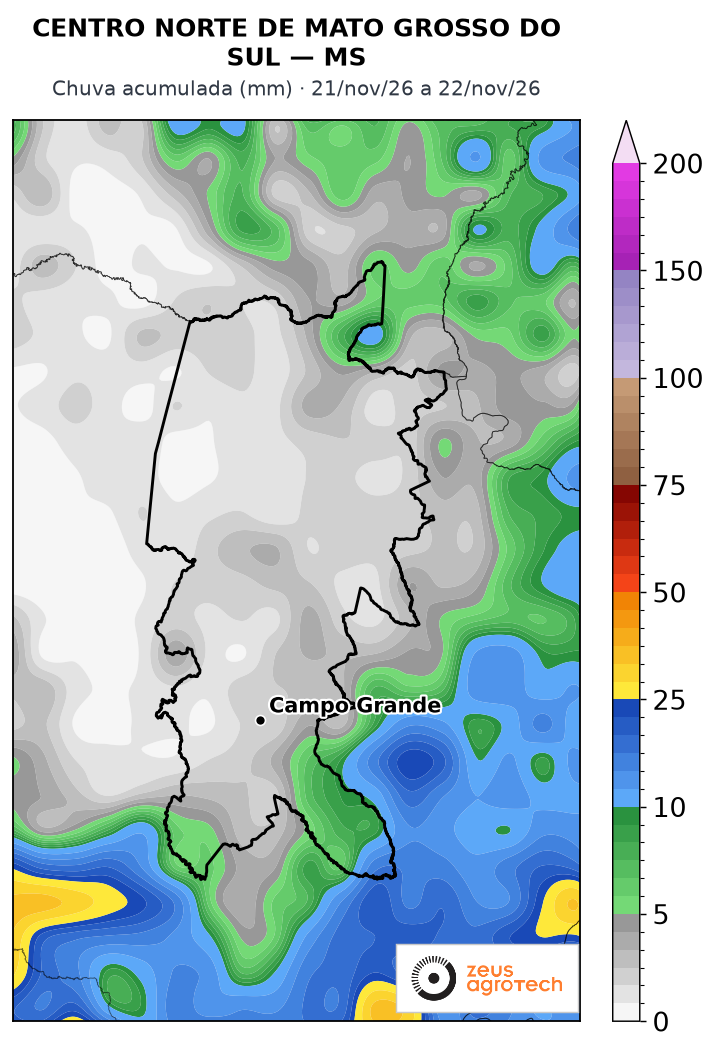 CENTRO NORTE DE MATO GROSSO DO
SUL — MS
Chuva acumulada (mm) · 21/nov/26 a 22/nov/26
200
150
100
75
50
25
10
5
0
Campo Grande
zeus
agrotech